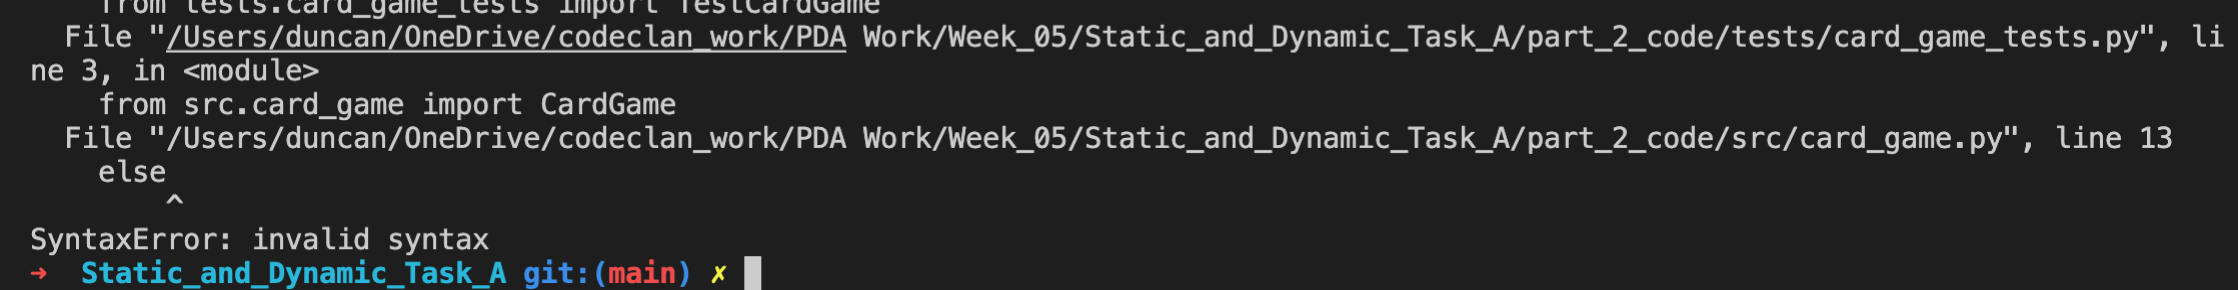 from tests.card_game_tests import TestCardGame
File "/Users/duncan/OneDrive/codeclan_work/PDA Work/Week_05/Static_and_Dynamic_Task_A/part_2_code/tests/card_game_tests.py", li
ne 3, in <module>
from src.card_game import CardGame
File "/Users/duncan/OneDrive/codeclan_work/PDA Work/Week_05/Static_and_Dynamic_Task_A/part_2_code/src/card_game.py", line 13
else
^
SyntaxError: invalid syntax
➜ Static_and_Dynamic_Task_A git:(main) ✗